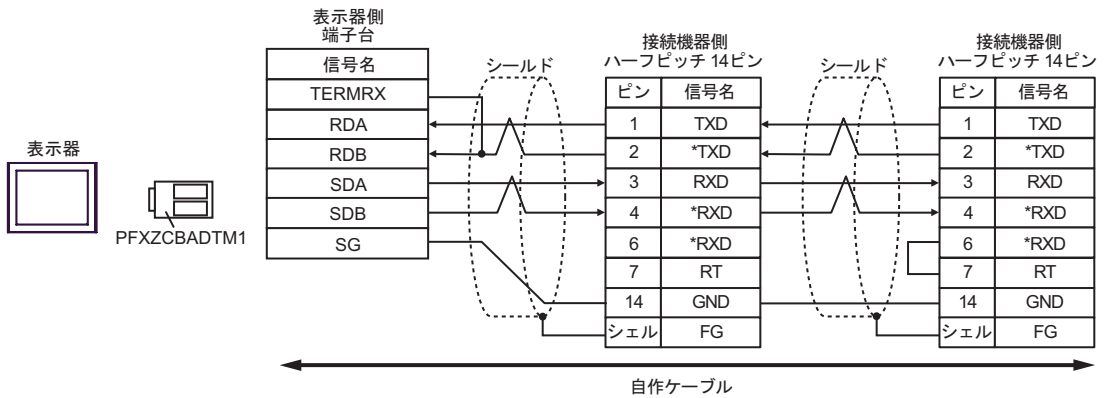 表示器
PFXZCBADTM1
表示器側
端子台
信号名
TERMRX
RDA
RDB
SDA
SDB
SG
シールド
接続機器側
ハーフピッチ 14ピン
ピン 信号名
1 TXD
2 *TXD
3 RXD
4 *RXD
6 *RXD
7 RT
14 GND
シェル FG
シールド
接続機器側
ハーフピッチ 14ピン
ピン 信号名
1 TXD
2 *TXD
3 RXD
4 *RXD
6 *RXD
7 RT
14 GND
シェル FG
自作ケーブル